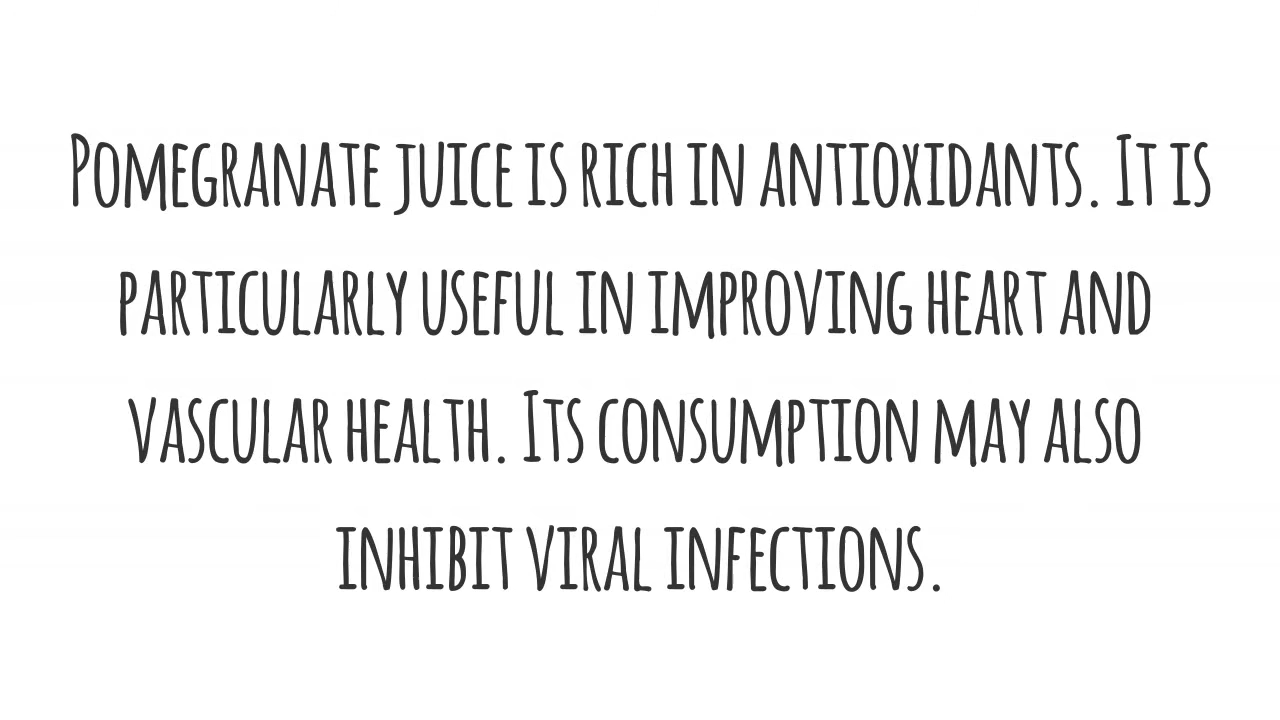 Pomegranate juice is rich in antioxidants. It is
particularly useful in improving heart and
vascular health. Its consumption may also
inhibit viral infections.